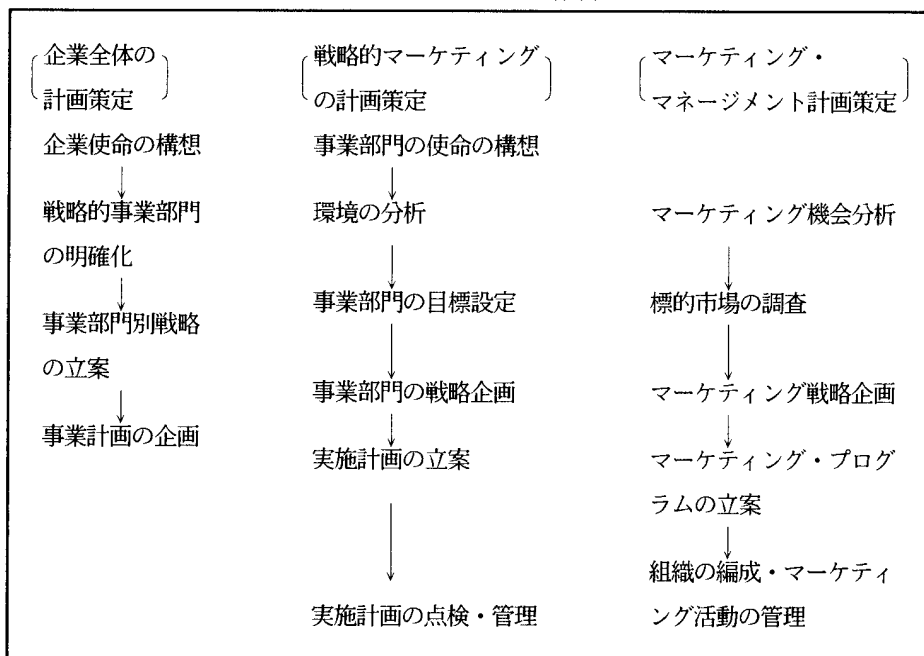 企業全体の
計画策定
企業使命の構想
戦略的事業部門
の明確化
事業部門別戦略
の立案
事業計画の企画
戦略的マーケティング
の計画策定
事業部門の使命の構想
環境の分析
事業部門の目標設定
事業部門の戦略企画
実施計画の立案
実施計画の点検・管理
マーケティング・
マネージメント計画策定
マーケティング機会分析
標的市場の調査
マーケティング戦略企画
マーケティング・プログ
ラムの立案
組織の編成・マーケティ
ング活動の管理